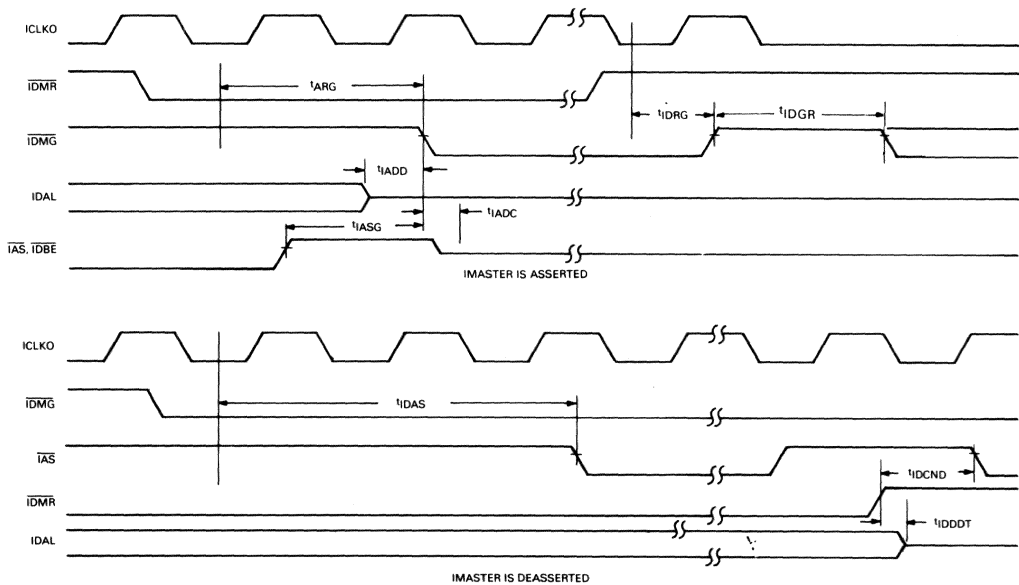 ICLKO
IDMR
tARG
tIDRG
tIDGR
IDMG
tIADD
IDAL
tIADC
tIASG
IAS, IDBE
IMASTER IS ASSERTED
ICLKO
IDMG
tIDAS
IAS
tIDCND
IDMR
tIDDDT
IDAL
IMASTER IS DEASSERTED